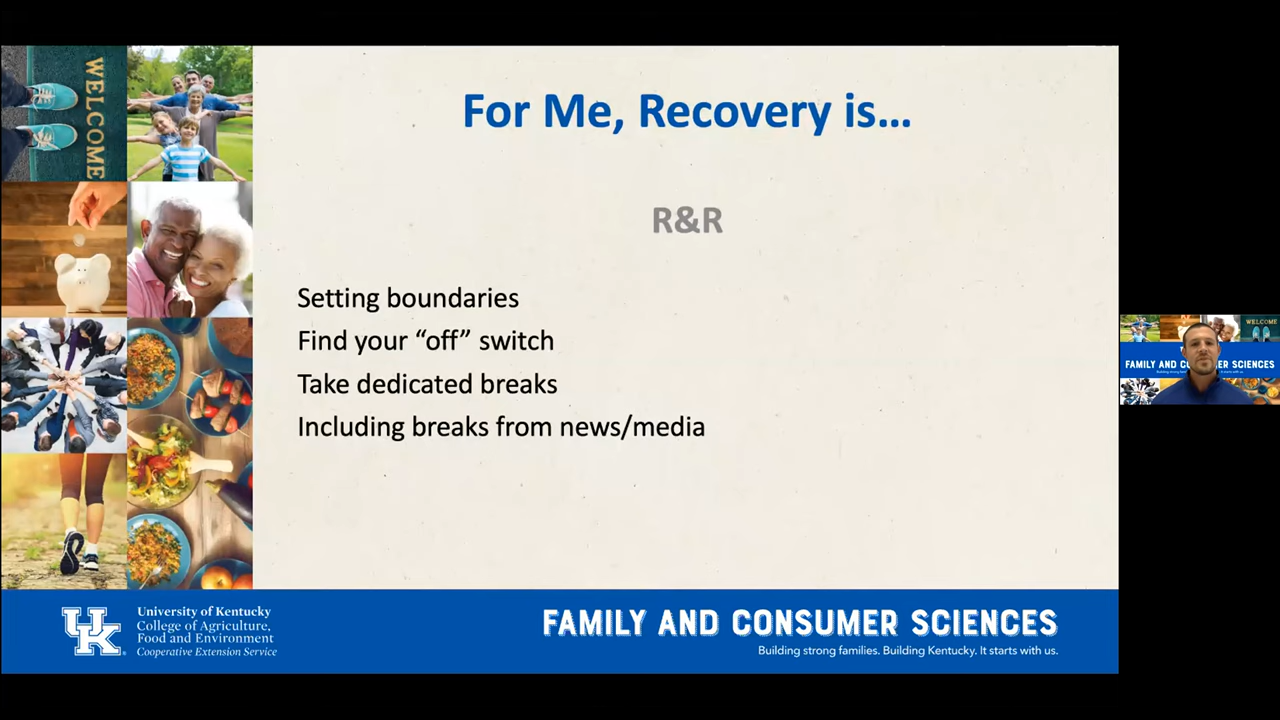 WELCOME
For Me, Recovery is...
R&R
Setting boundaries
Find your “off” switch
Take dedicated breaks
Including breaks from news/media
WELCOME
FAMILY AND CONSUMER SCIENCES
UK
University of Kentucky
College of Agriculture,
Food and Environment
Cooperative Extension Service
FAMILY AND CONSUMER SCIENCES
Building strong families. Building Kentucky. It starts with us.